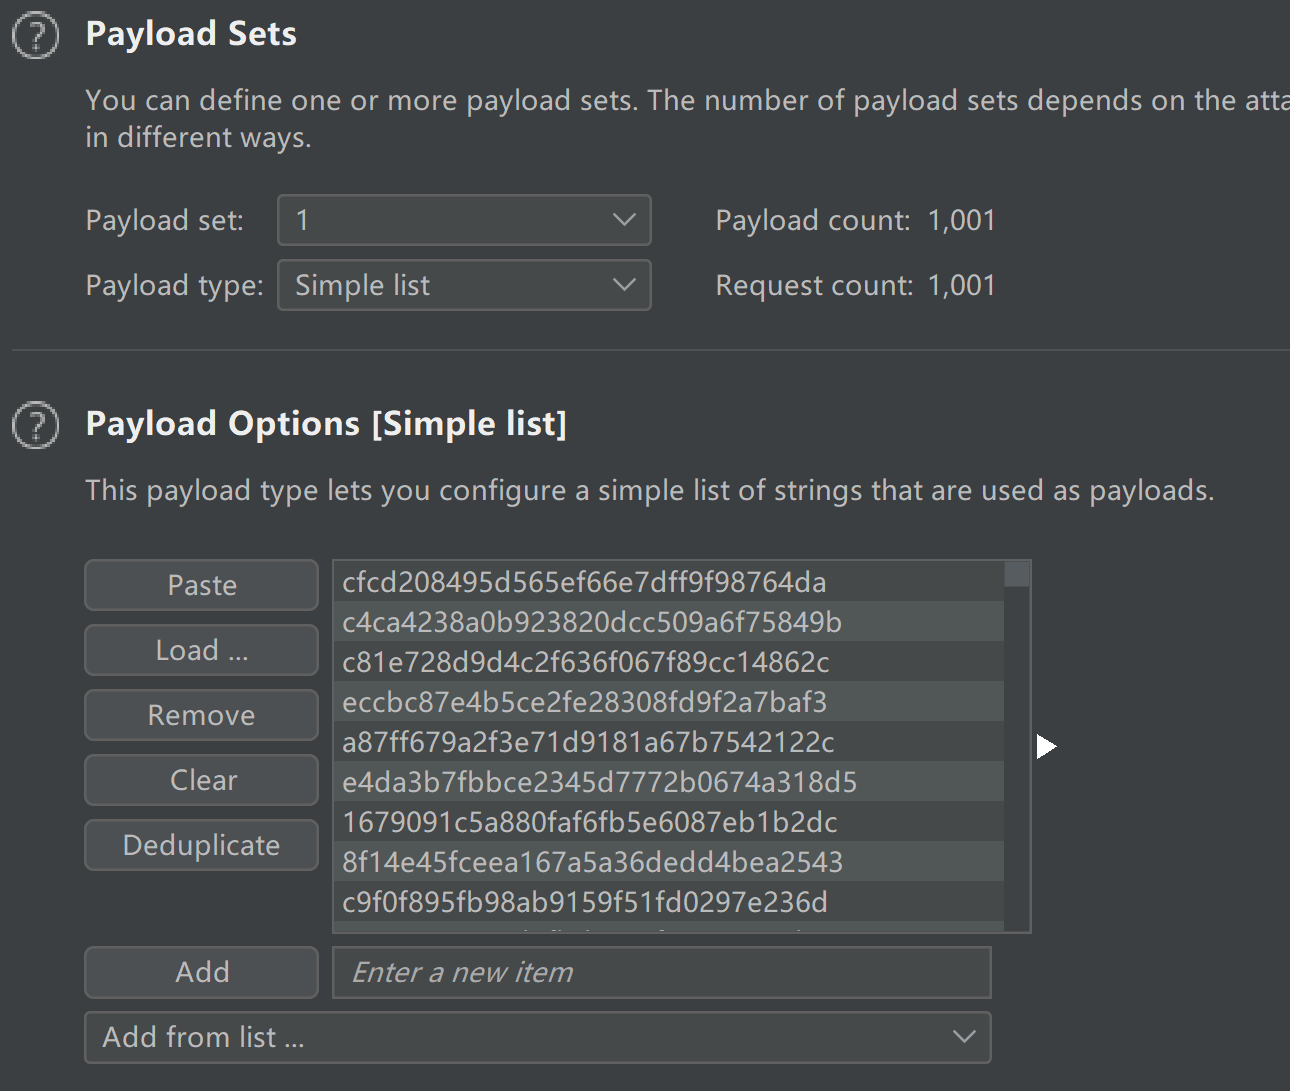 Payload Sets
You can define one or more payload sets. The number of payload sets depends on the
in different ways.
Payload set: 1 Payload count: 1,001
Payload type: Simple list Request count: 1,001
Payload Options [Simple list]
This payload type lets you configure a simple list of strings that are used as payloads.
Paste
Load ...
Remove
Clear
Deduplicate
cfcd208495d565ef66e7dff9f98764da
c4ca4238a0b923820dcc509a6f75849b
c81e728d9d4c2f636f067f89cc14862c
eccbc87e4b5ce2fe28308fd9f2a7baf3
a87ff679a2f3e71d9181a67b7542122c
e4da3b7fbbce2345d7772b0674a318d5
1679091c5a880faf6fb5e6087eb1b2dc
8f14e45fceea167a5a36dedd4bea2543
c9f0f895fb98ab9159f51fd0297e236d
Add Enter a new item
Add from list ...